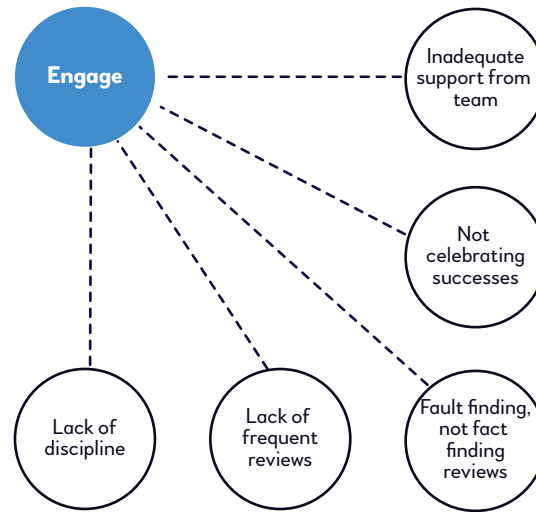 Engage
Inadequate
support from
team
Not
celebrating
successes
Lack of
discipline
Lack of
frequent
reviews
Fault finding,
not fact
finding
reviews